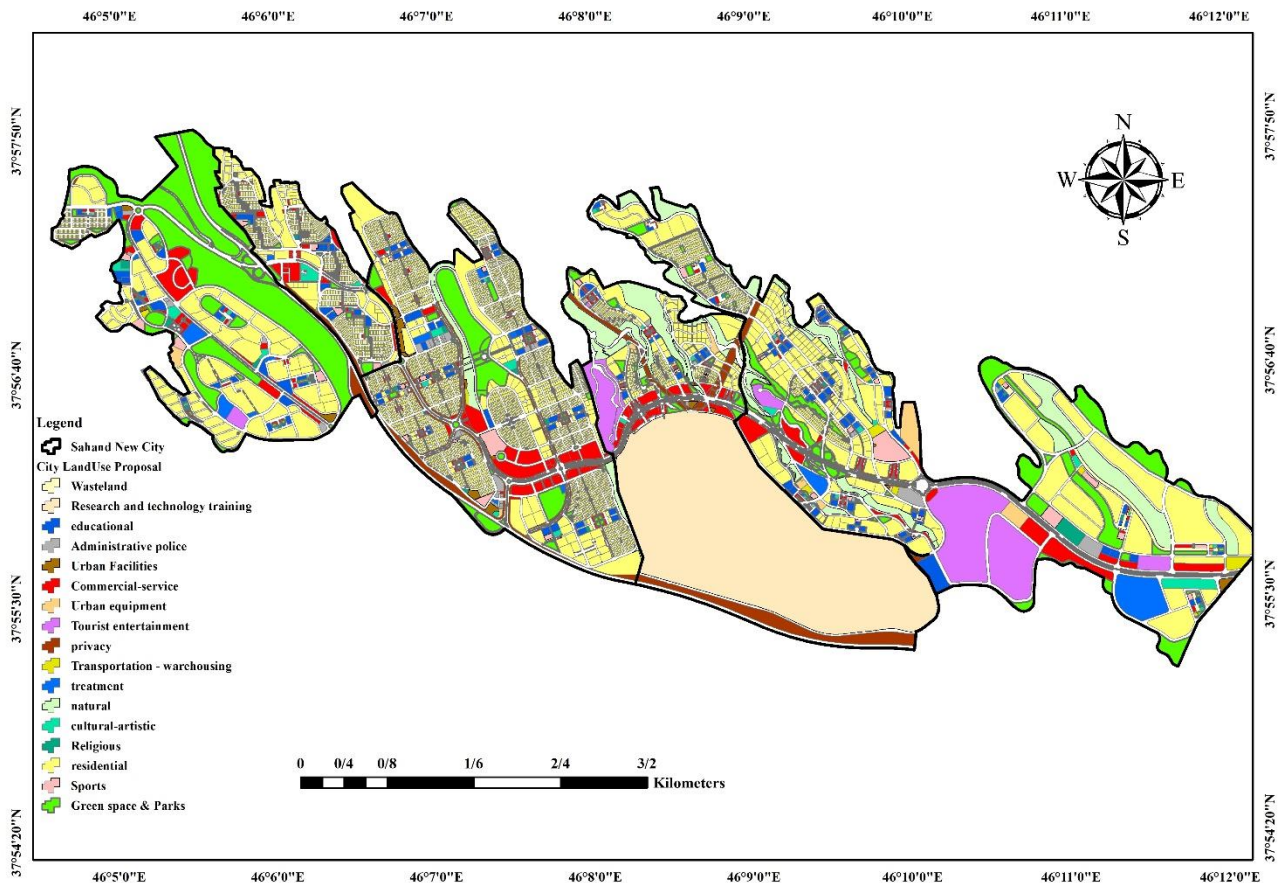 46°5'0"E 46°6'0"E 46°7'0"E 46°8'0"E 46°9'0"E 46°10'0"E 46°11'0"E 46°12'0"E
37°57'50"N 37°57'50"N
N
W E
S
37°56'40"N 37°56'40"N
Legend
Sahand New City
City LandUse Proposal
Wasteland
Research and technology training
educational
Administrative police
Urban Facilities
Commercial-service
Urban equipment
Tourist entertainment
privacy
Transportation - warchousing
treatment
natural
cultural-artistic
Religious
residential
Sports
Green space & Parks
37°55'30"N 37°55'30"N
0 0/4 0/8 1/6 2/4 3/2
Kilometers
37°54'20"N 37°54'20"N
46°5'0"E 46°6'0"E 46°7'0"E 46°8'0"E 46°9'0"E 46°10'0"E 46°11'0"E 46°12'0"E